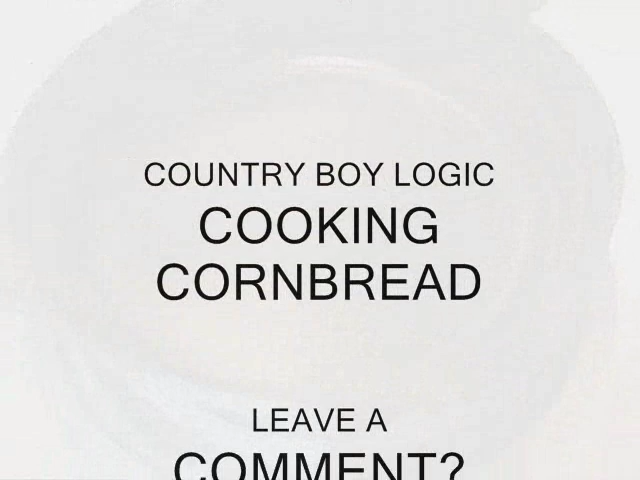 COUNTRY BOY LOGIC
COOKING
CORNBREAD
LEAVE A
COMMENT?